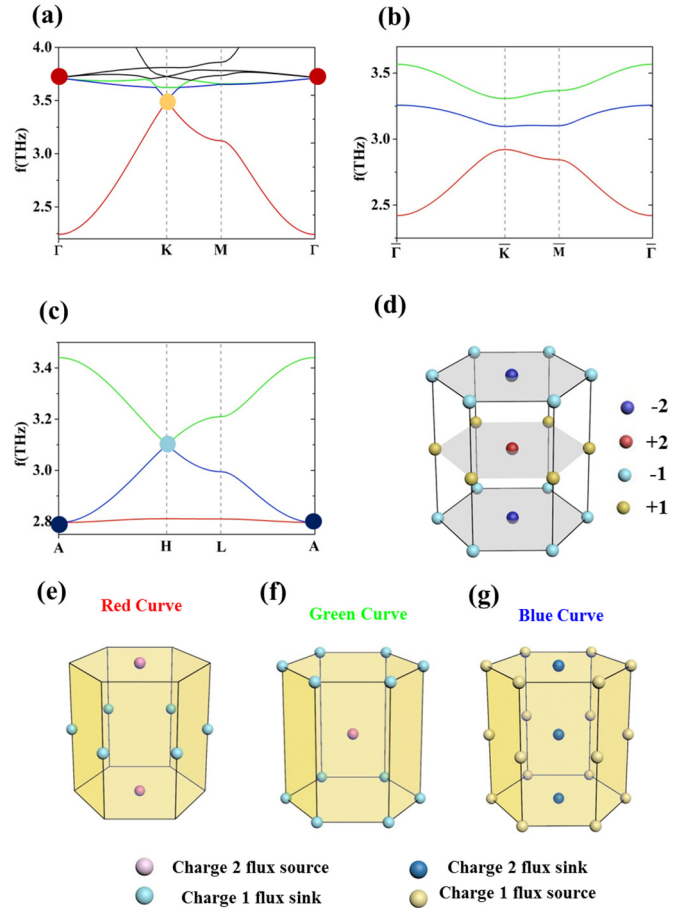 (a)
4.0
3.5
3.0
2.5
f(THz)
Γ
K
M
Γ
(b)
3.5
3.0
2.5
f(THz)
Γ̅
K̅
M̅
Γ̅
(c)
3.4
3.2
3.0
2.8
f(THz)
A
H
L
A
(d)
-2
+2
-1
+1
(e)
Red Curve
(f)
Green Curve
(g)
Blue Curve
Charge 2 flux source
Charge 2 flux sink
Charge 1 flux sink
Charge 1 flux source